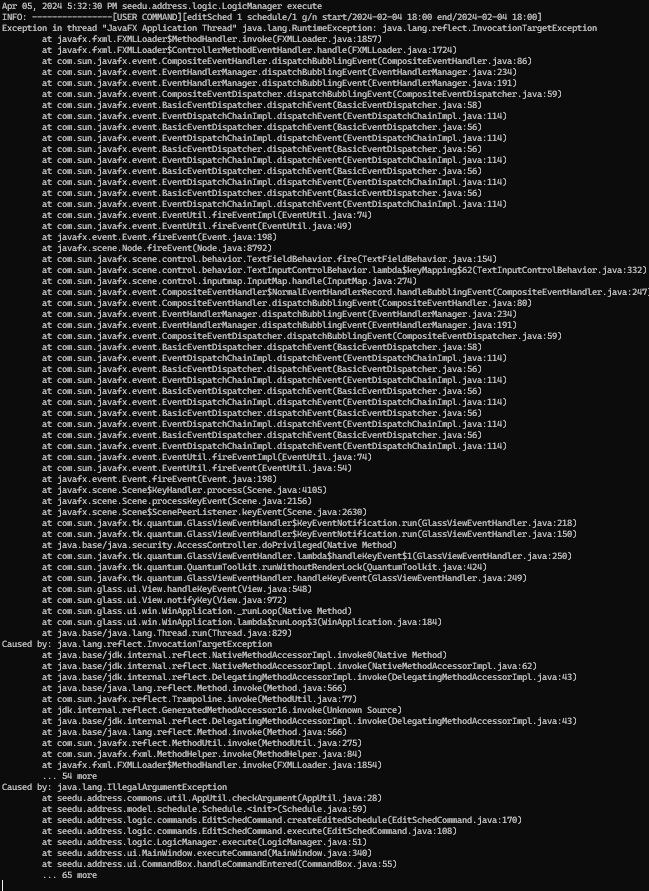 Apr 05, 2024 5:32:30 PM seedu.address.logic.LogicManager execute
INFO: ----------------[USER COMMAND][editSched 1 schedule/1 g/n start/2024-02-04 18:00 end/2024-02-04 18:00]
Exception in thread "JavaFX Application Thread" java.lang.RuntimeException: java.lang.reflect.InvocationTargetException
at javafx.fxml.FXMLLoader$MethodHandler.invoke(FXMLLoader.java:1857)
at javafx.fxml.FXMLLoader$ControllerMethodEventHandler.handle(FXMLLoader.java:1724)
at com.sun.javafx.event.CompositeEventHandler.dispatchBubblingEvent(CompositeEventHandler.java:86)
at com.sun.javafx.event.EventHandlerManager.dispatchBubblingEvent(EventHandlerManager.java:234)
at com.sun.javafx.event.EventHandlerManager.dispatchBubblingEvent(EventHandlerManager.java:191)
at com.sun.javafx.event.CompositeEventDispatcher.dispatchBubblingEvent(CompositeEventDispatcher.java:59)
at com.sun.javafx.event.BasicEventDispatcher.dispatchEvent(BasicEventDispatcher.java:58)
at com.sun.javafx.event.EventDispatchChainImpl.dispatchEvent(EventDispatchChainImpl.java:114)
at com.sun.javafx.event.BasicEventDispatcher.dispatchEvent(BasicEventDispatcher.java:56)
at com.sun.javafx.event.EventDispatchChainImpl.dispatchEvent(EventDispatchChainImpl.java:114)
at com.sun.javafx.event.BasicEventDispatcher.dispatchEvent(BasicEventDispatcher.java:56)
at com.sun.javafx.event.EventDispatchChainImpl.dispatchEvent(EventDispatchChainImpl.java:114)
at com.sun.javafx.event.BasicEventDispatcher.dispatchEvent(BasicEventDispatcher.java:56)
at com.sun.javafx.event.EventDispatchChainImpl.dispatchEvent(EventDispatchChainImpl.java:114)
at com.sun.javafx.event.BasicEventDispatcher.dispatchEvent(BasicEventDispatcher.java:56)
at com.sun.javafx.event.EventDispatchChainImpl.dispatchEvent(EventDispatchChainImpl.java:114)
at com.sun.javafx.event.EventUtil.fireEventImpl(EventUtil.java:74)
at com.sun.javafx.event.EventUtil.fireEvent(EventUtil.java:49)
at javafx.event.Event.fireEvent(Event.java:198)
at javafx.scene.Node.fireEvent(Node.java:8792)
at com.sun.javafx.scene.control.behavior.TextFieldBehavior.fire(TextFieldBehavior.java:154)
at com.sun.javafx.scene.control.behavior.TextInputControlBehavior.lambda$keyMapping$62(TextInputControlBehavior.java:332)
at com.sun.javafx.scene.control.inputmap.InputMap.handle(InputMap.java:274)
at com.sun.javafx.event.CompositeEventHandler$NormalEventHandlerRecord.handleBubblingEvent(CompositeEventHandler.java:247
at com.sun.javafx.event.CompositeEventHandler.dispatchBubblingEvent(CompositeEventHandler.java:80)
at com.sun.javafx.event.EventHandlerManager.dispatchBubblingEvent(EventHandlerManager.java:234)
at com.sun.javafx.event.EventHandlerManager.dispatchBubblingEvent(EventHandlerManager.java:191)
at com.sun.javafx.event.CompositeEventDispatcher.dispatchBubblingEvent(CompositeEventDispatcher.java:59)
at com.sun.javafx.event.BasicEventDispatcher.dispatchEvent(BasicEventDispatcher.java:58)
at com.sun.javafx.event.EventDispatchChainImpl.dispatchEvent(EventDispatchChainImpl.java:114)
at com.sun.javafx.event.BasicEventDispatcher.dispatchEvent(BasicEventDispatcher.java:56)
at com.sun.javafx.event.EventDispatchChainImpl.dispatchEvent(EventDispatchChainImpl.java:114)
at com.sun.javafx.event.BasicEventDispatcher.dispatchEvent(BasicEventDispatcher.java:56)
at com.sun.javafx.event.EventDispatchChainImpl.dispatchEvent(EventDispatchChainImpl.java:114)
at com.sun.javafx.event.BasicEventDispatcher.dispatchEvent(BasicEventDispatcher.java:56)
at com.sun.javafx.event.EventDispatchChainImpl.dispatchEvent(EventDispatchChainImpl.java:114)
at com.sun.javafx.event.BasicEventDispatcher.dispatchEvent(BasicEventDispatcher.java:56)
at com.sun.javafx.event.EventDispatchChainImpl.dispatchEvent(EventDispatchChainImpl.java:114)
at com.sun.javafx.event.EventUtil.fireEventImpl(EventUtil.java:74)
at com.sun.javafx.event.EventUtil.fireEvent(EventUtil.java:54)
at javafx.event.Event.fireEvent(Event.java:198)
at javafx.scene.Scene$KeyHandler.process(Scene.java:4105)
at javafx.scene.Scene.processKeyEvent(Scene.java:2156)
at javafx.scene.Scene$ScenePeerListener.keyEvent(Scene.java:2630)
at com.sun.javafx.tk.quantum.GlassViewEventHandler$KeyEventNotification.run(GlassViewEventHandler.java:218)
at com.sun.javafx.tk.quantum.GlassViewEventHandler$KeyEventNotification.run(GlassViewEventHandler.java:150)
at java.base/java.security.AccessController.doPrivileged(Native Method)
at com.sun.javafx.tk.quantum.GlassViewEventHandler.lambda$handleKeyEvent$1(GlassViewEventHandler.java:250)
at com.sun.javafx.tk.quantum.QuantumToolkit.runWithoutRenderLock(QuantumToolkit.java:424)
at com.sun.javafx.tk.quantum.GlassViewEventHandler.handleKeyEvent(GlassViewEventHandler.java:249)
at com.sun.glass.ui.View.handleKeyEvent(View.java:548)
at com.sun.glass.ui.View.notifyKey(View.java:972)
at com.sun.glass.ui.win.WinApplication._runLoop(Native Method)
at com.sun.glass.ui.win.WinApplication.lambda$runLoop$3(WinApplication.java:184)
at java.base/java.lang.Thread.run(Thread.java:829)
Caused by: java.lang.reflect.InvocationTargetException
at java.base/jdk.internal.reflect.NativeMethodAccessorImpl.invoke0(Native Method)
at java.base/jdk.internal.reflect.NativeMethodAccessorImpl.invoke(NativeMethodAccessorImpl.java:62)
at java.base/jdk.internal.reflect.DelegatingMethodAccessorImpl.invoke(DelegatingMethodAccessorImpl.java:43)
at java.base/java.lang.reflect.Method.invoke(Method.java:566)
at com.sun.javafx.reflect.Trampoline.invoke(MethodUtil.java:77)
at jdk.internal.reflect.GeneratedMethodAccessor16.invoke(Unknown Source)
at java.base/jdk.internal.reflect.DelegatingMethodAccessorImpl.invoke(DelegatingMethodAccessorImpl.java:43)
at java.base/java.lang.reflect.Method.invoke(Method.java:566)
at com.sun.javafx.reflect.MethodUtil.invoke(MethodUtil.java:275)
at com.sun.javafx.fxml.MethodHelper.invoke(MethodHelper.java:84)
at javafx.fxml.FXMLLoader$MethodHandler.invoke(FXMLLoader.java:1854)
... 54 more
Caused by: java.lang.IllegalArgumentException
at seedu.address.commons.util.AppUtil.checkArgument(AppUtil.java:28)
at seedu.address.model.schedule.Schedule.<init>(Schedule.java:59)
at seedu.address.logic.commands.EditSchedCommand.createEditedSchedule(EditSchedCommand.java:170)
at seedu.address.logic.commands.EditSchedCommand.execute(EditSchedCommand.java:108)
at seedu.address.logic.LogicManager.execute(LogicManager.java:51)
at seedu.address.ui.MainWindow.executeCommand(MainWindow.java:340)
at seedu.address.ui.CommandBox.handleCommandEntered(CommandBox.java:55)
... 65 more